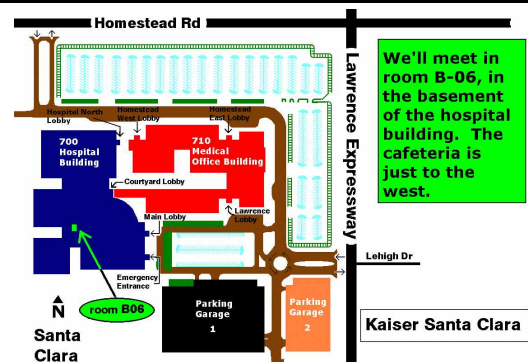 Homestead Rd
Lawrence Expressway
We'll meet in
room B-06, in
the basement
of the hospital
building.  The
cafeteria is
just to the
west.
Hospital North
Lobby
Homestead
West Lobby
Homestead
East Lobby
700
Hospital
Building
710
Medical
Office Building
Courtyard Lobby
Main Lobby
Lawrence
Lobby
Emergency
Entrance
Lehigh Dr
room B06
N
Santa
Clara
Parking
Garage
1
Parking
Garage
2
Kaiser Santa Clara